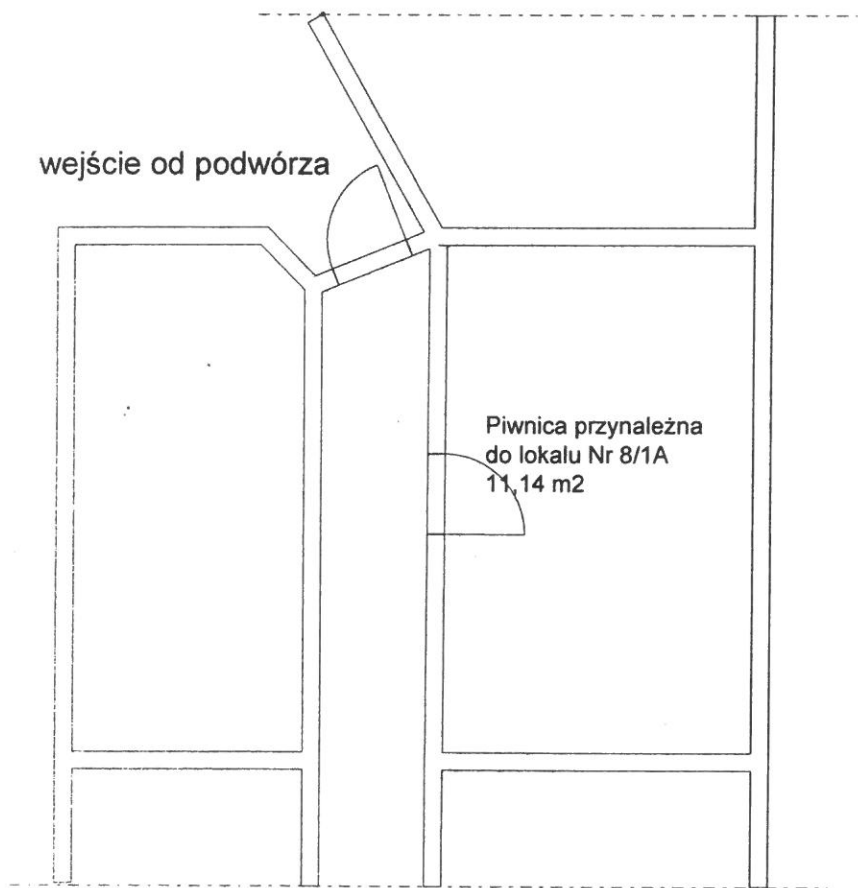 wejście od podwórza
Piwnica przynależna
do lokalu Nr 8/1A
11,14 m2